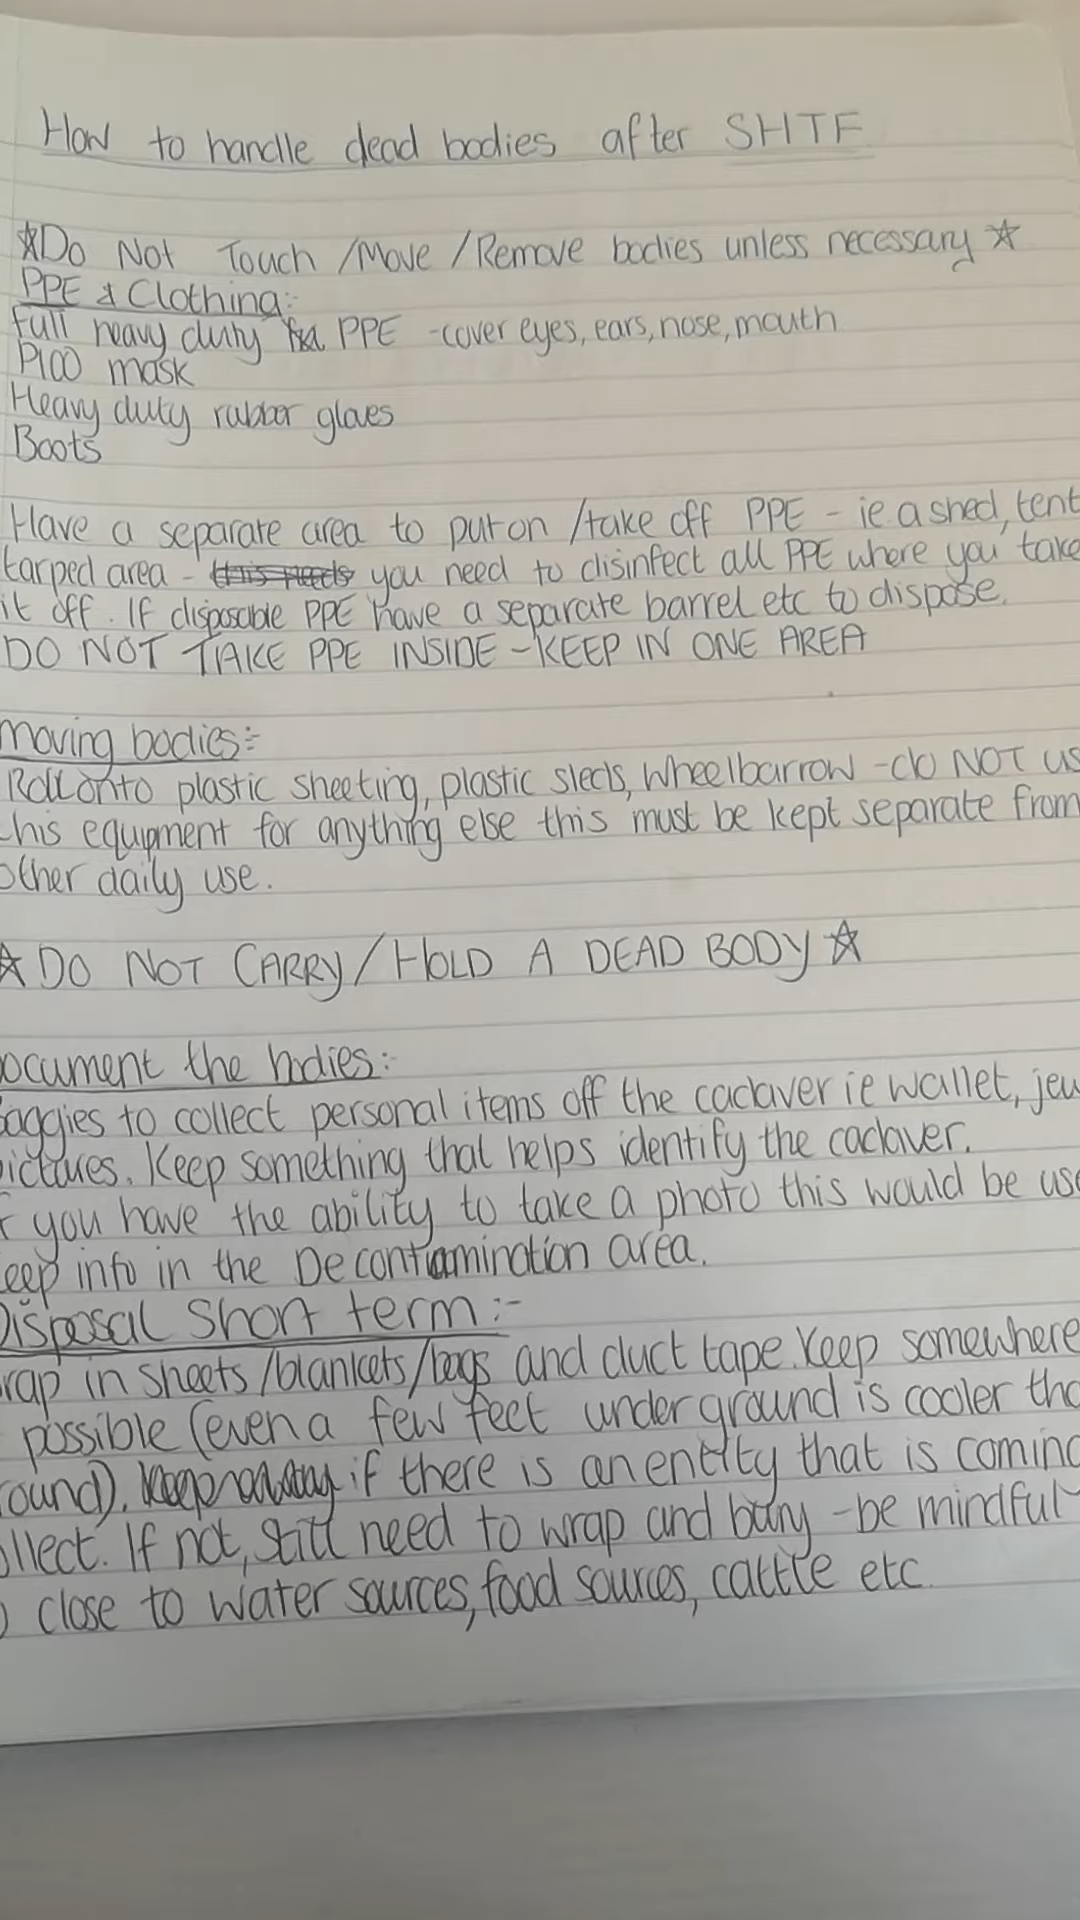 How to handle dead bodies after SHTF
☆Do Not Touch /Move /Remove bodies unless necessary ☆
PPE & Clothing:-
Full heavy duty PPE - cover eyes, ears, nose, mouth
P100 mask
Heavy duty rubber gloves
Boots
Have a separate area to put on /take off PPE - ie a shed, tent
tarped area - you need to disinfect all PPE where you take
it off. If disposable PPE have a separate barrel etc to dispose.
DO NOT TAKE PPE INSIDE - KEEP IN ONE AREA
moving bodies:-
Roll onto plastic sheeting, plastic sleds, wheelbarrow - do NOT us
his equipment for anything else this must be kept separate from
other daily use.
☆ DO NOT CARRY/HOLD A DEAD BODY ☆
ocument the bodies:-
aggies to collect personal items off the cadaver ie wallet, jew
ictures. Keep something that helps identify the cadaver.
f you have the ability to take a photo this would be use
eep info in the Decontamination area.
Disposal Short term:-
rap in sheets /blankets/bags and duct tape. Keep somewhere
possible (even a few feet underground is cooler tha
round). if there is an entity that is coming
ollect. If not, still need to wrap and bury - be mindful
o close to water sources, food sources, cattle etc.